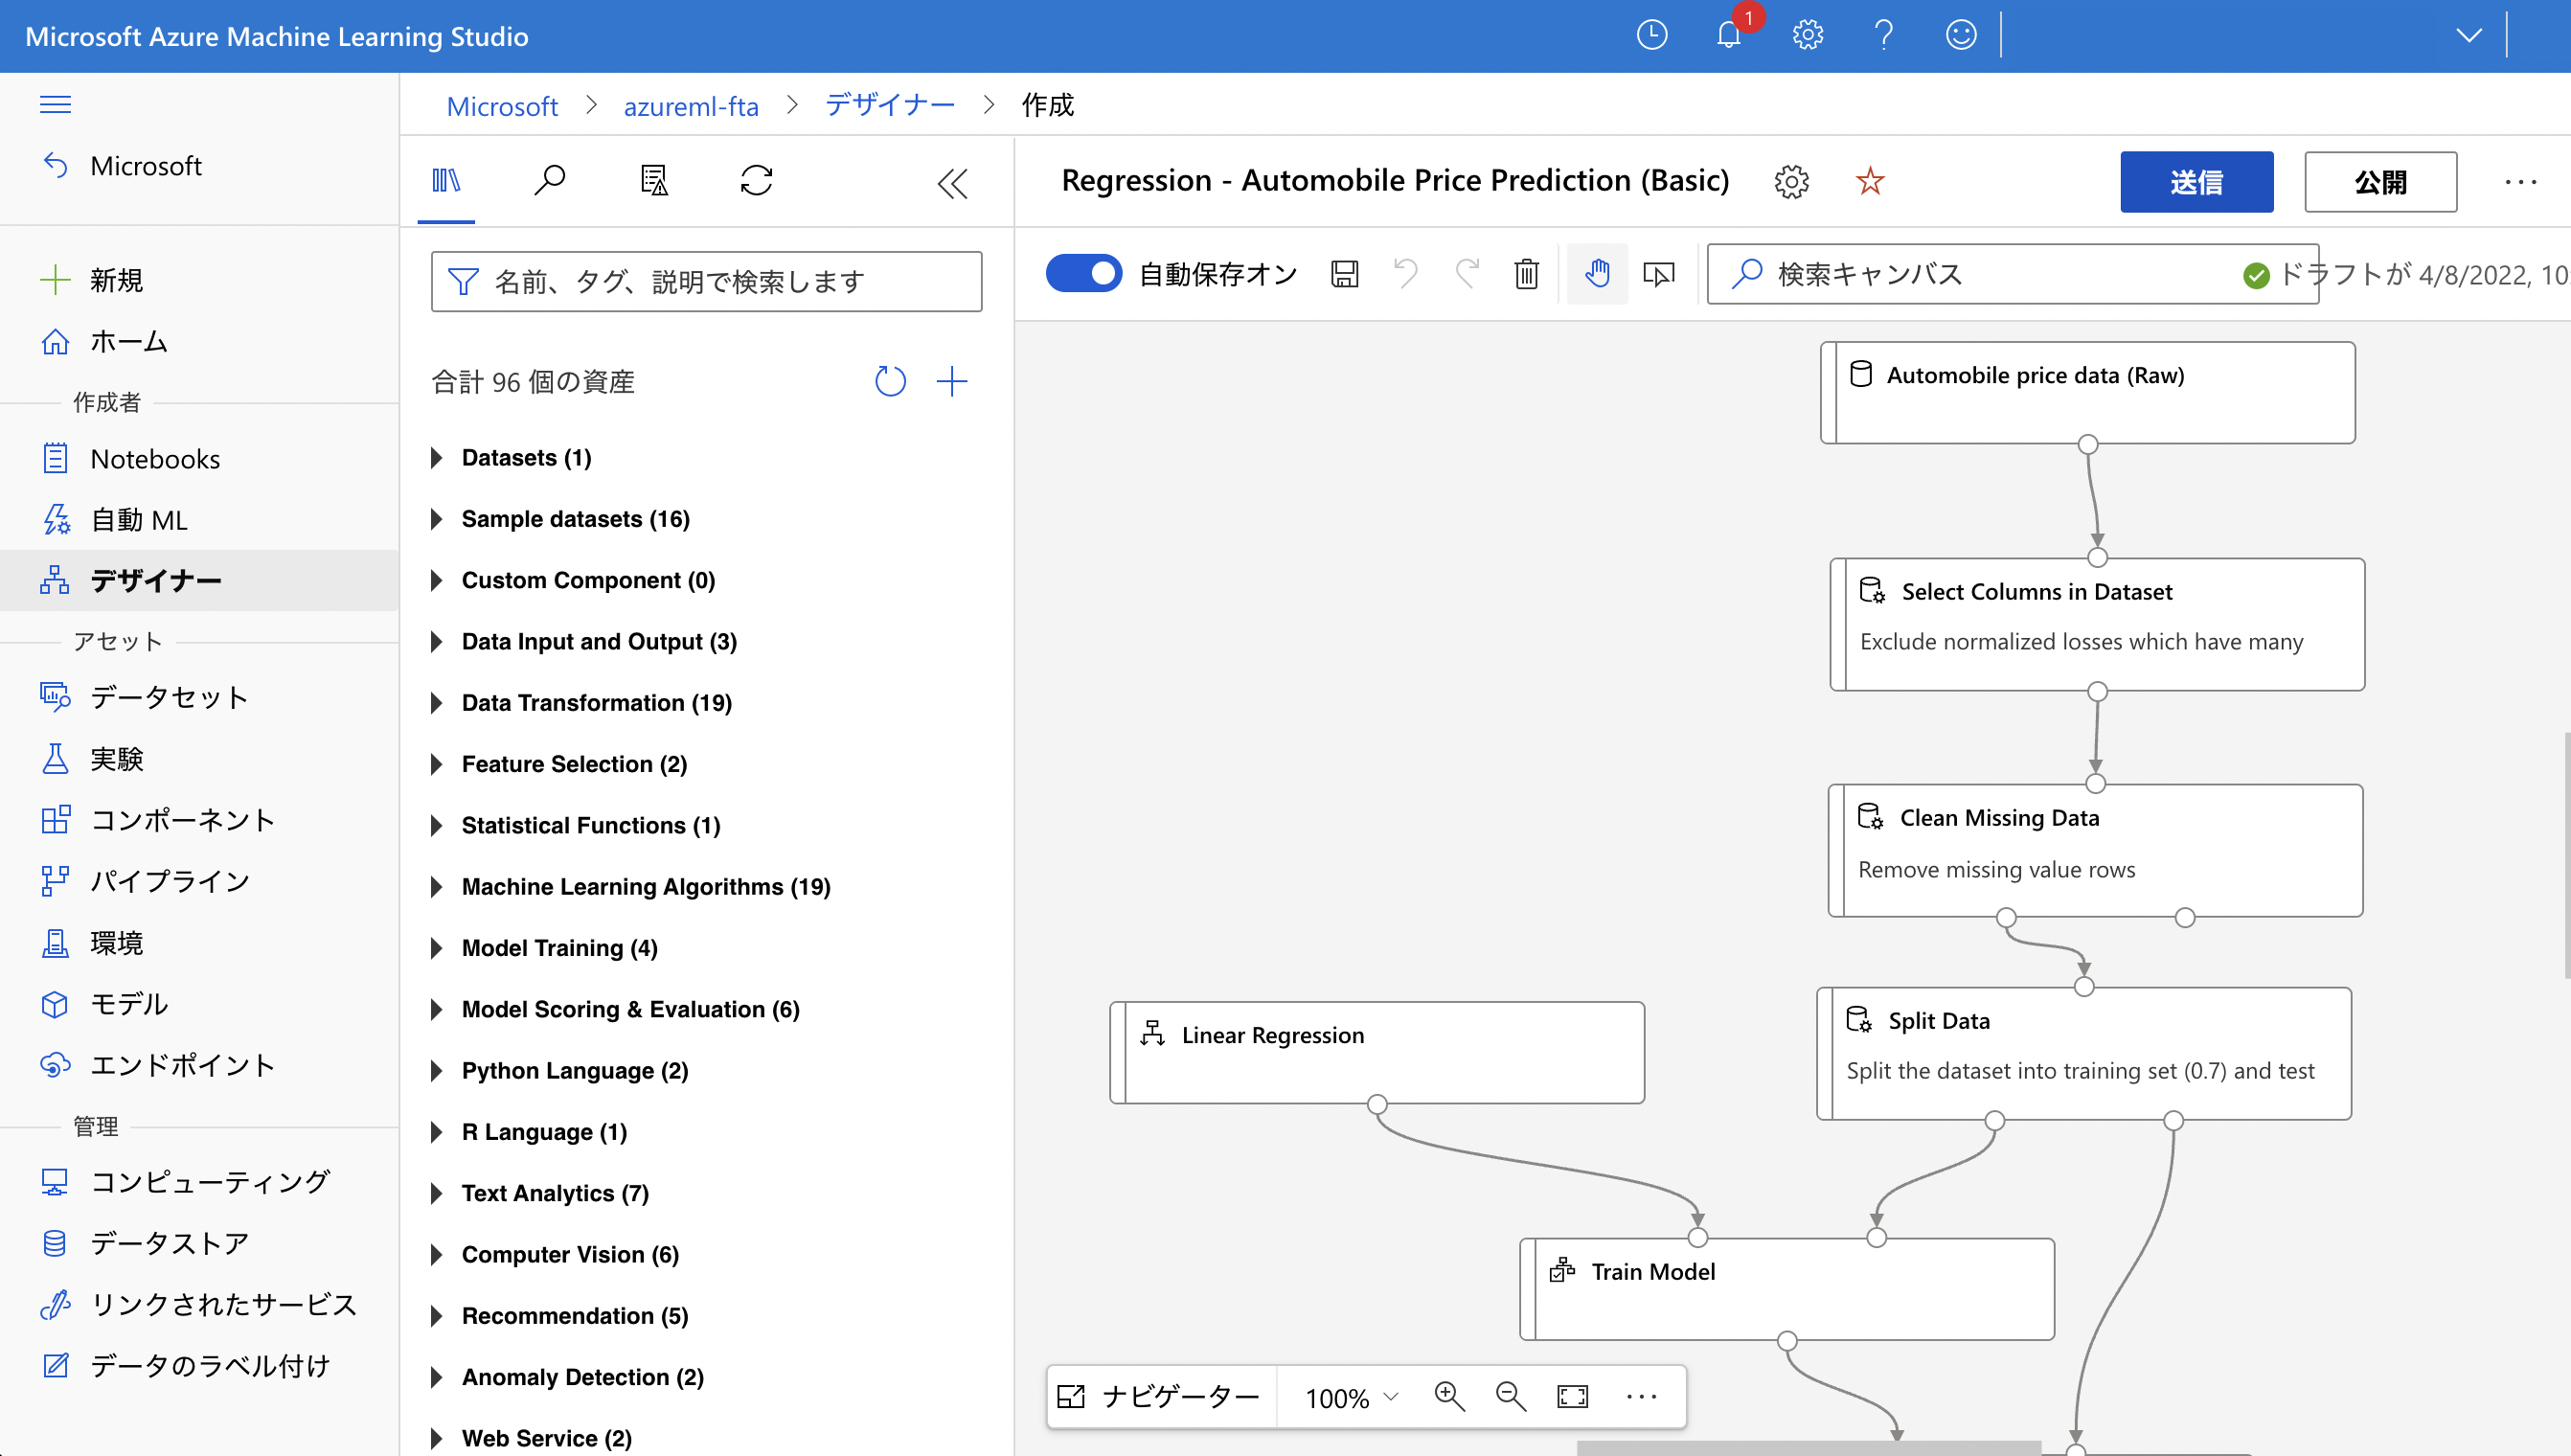 Microsoft Azure Machine Learning Studio
1
Microsoft
新規
ホーム
作成者
Notebooks
自動 ML
デザイナー
アセット
データセット
実験
コンポーネント
パイプライン
環境
モデル
エンドポイント
管理
コンピューティング
データストア
リンクされたサービス
データのラベル付け
Microsoft > azureml-fta > デザイナー > 作成
名前、タグ、説明で検索します
合計 96 個の資産
Datasets (1)
Sample datasets (16)
Custom Component (0)
Data Input and Output (3)
Data Transformation (19)
Feature Selection (2)
Statistical Functions (1)
Machine Learning Algorithms (19)
Model Training (4)
Model Scoring & Evaluation (6)
Python Language (2)
R Language (1)
Text Analytics (7)
Computer Vision (6)
Recommendation (5)
Anomaly Detection (2)
Web Service (2)
Regression - Automobile Price Prediction (Basic)
送信
公開
自動保存オン
検索キャンバス
ドラフトが 4/8/2022, 10:
Automobile price data (Raw)
Select Columns in Dataset
Exclude normalized losses which have many
Clean Missing Data
Remove missing value rows
Split Data
Split the dataset into training set (0.7) and test
Linear Regression
Train Model
ナビゲーター
100%